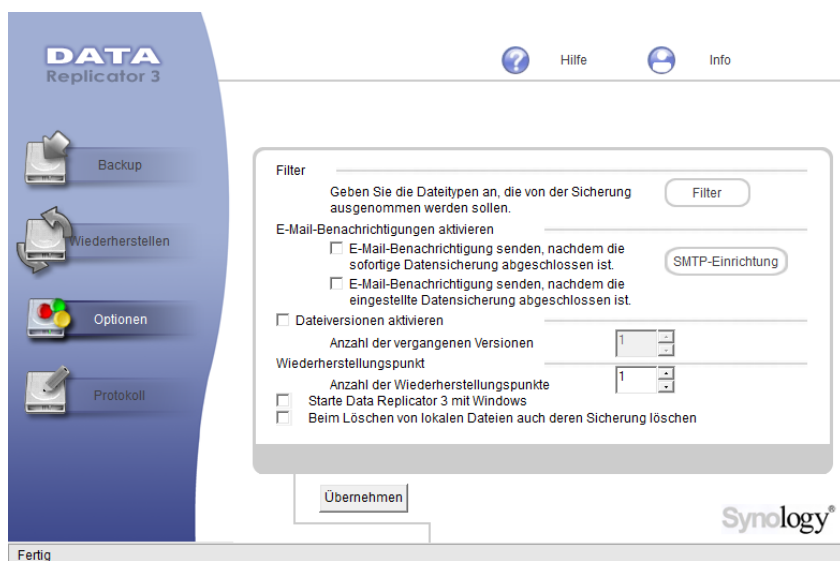 DATA
Replicator 3
Hilfe
Info
Backup
Wiederherstellen
Optionen
Protokoll
Filter
Geben Sie die Dateitypen an, die von der Sicherung
ausgenommen werden sollen.
Filter
E-Mail-Benachrichtigungen aktivieren
E-Mail-Benachrichtigung senden, nachdem die
sofortige Datensicherung abgeschlossen ist.
SMTP-Einrichtung
E-Mail-Benachrichtigung senden, nachdem die
eingestellte Datensicherung abgeschlossen ist.
Dateiversionen aktivieren
Anzahl der vergangenen Versionen
1
Wiederherstellungspunkt
Anzahl der Wiederherstellungspunkte
1
Starte Data Replicator 3 mit Windows
Beim Löschen von lokalen Dateien auch deren Sicherung löschen
Übernehmen
Synology®
Fertig